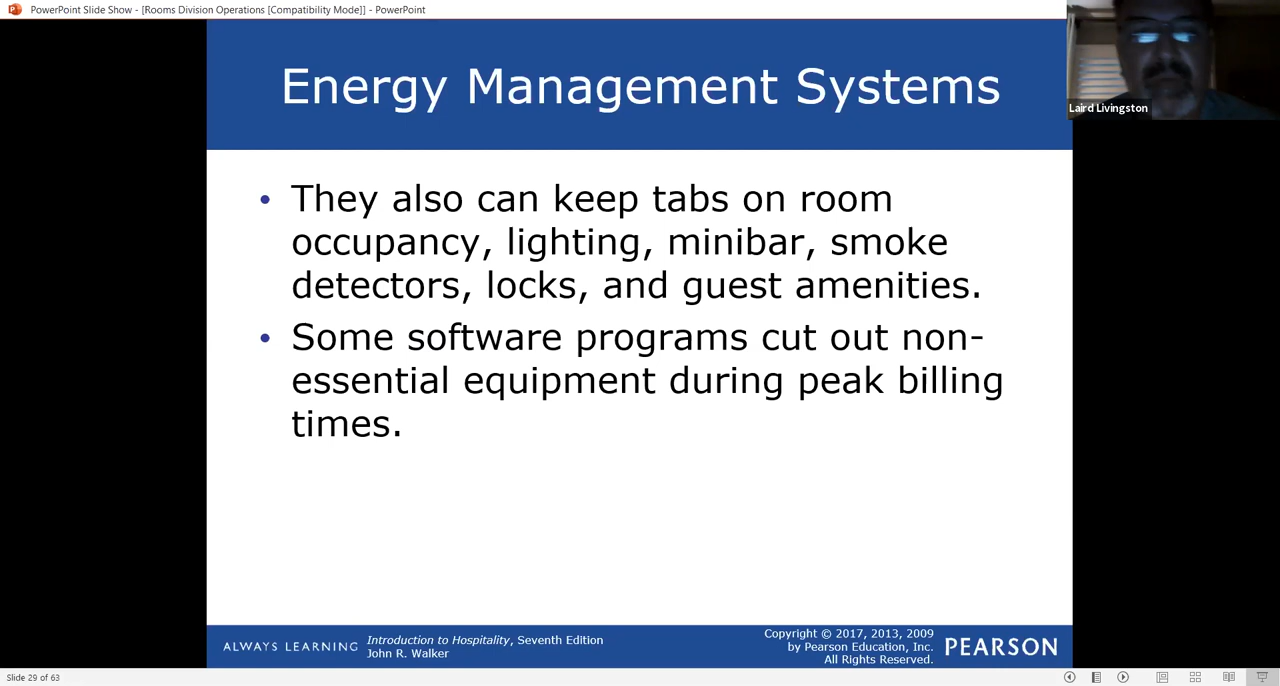 PowerPoint Slide Show - [Rooms Division Operations [Compatibility Mode]] - PowerPoint
Laird Livingston
Energy Management Systems
• They also can keep tabs on room
occupancy, lighting, minibar, smoke
detectors, locks, and guest amenities.
• Some software programs cut out non-
essential equipment during peak billing
times.
ALWAYS LEARNING
Introduction to Hospitality, Seventh Edition
John R. Walker
Copyright © 2017, 2013, 2009
by Pearson Education, Inc.
All Rights Reserved.
PEARSON
Slide 29 of 63